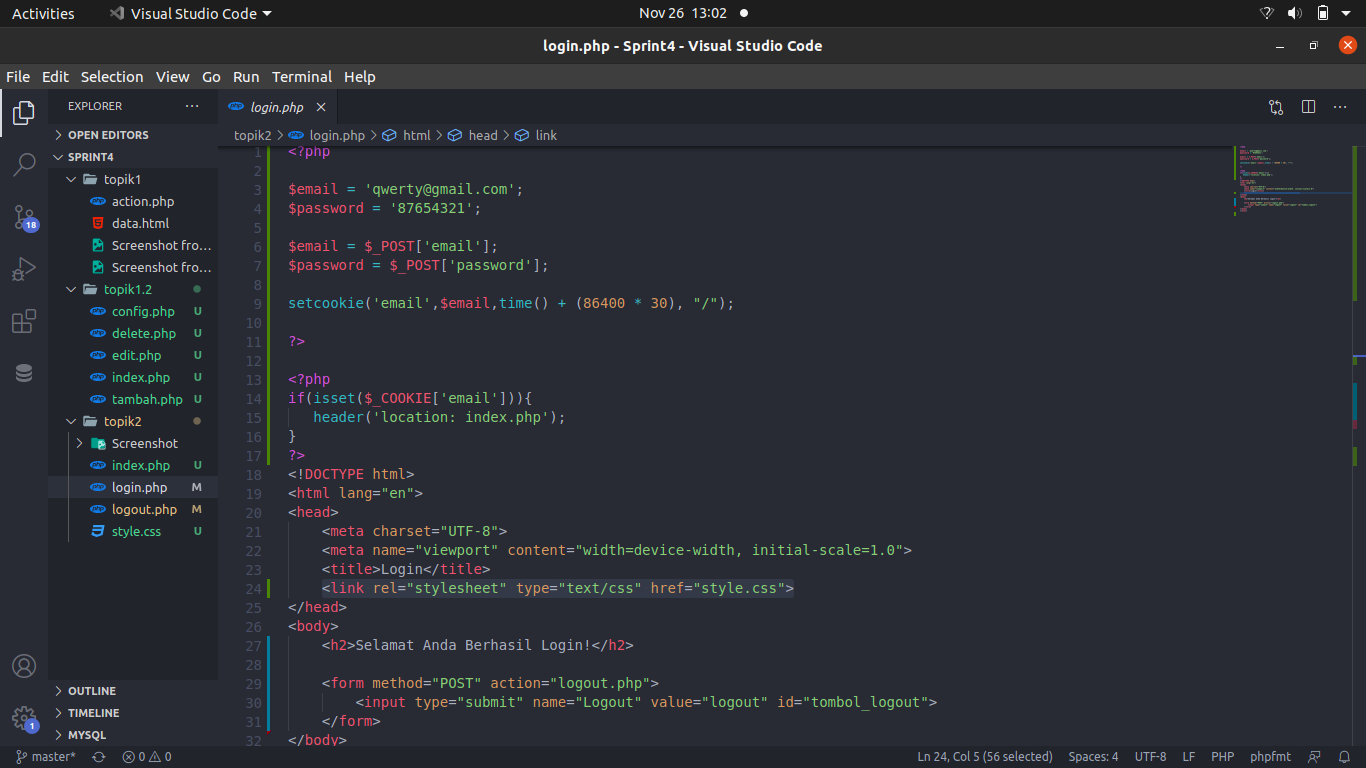 Activities Visual Studio Code Nov 26 13:02
login.php - Sprint4 - Visual Studio Code
File Edit Selection View Go Run Terminal Help
EXPLORER
OPEN EDITORS
SPRINT4
topik1
action.php
data.html
Screenshot fro...
Screenshot fro...
topik1.2
config.php U
delete.php U
edit.php U
index.php U
tambah.php U
topik2
Screenshot
index.php U
login.php M
logout.php M
style.css U
OUTLINE
TIMELINE
MYSQL
18
1
login.php
topik2 > login.php > html > head > link
1 <?php
2
3 $email = 'qwerty@gmail.com';
4 $password = '87654321';
5
6 $email = $_POST['email'];
7 $password = $_POST['password'];
8
9 setcookie('email',$email,time() + (86400 * 30), "/");
10
11 ?>
12
13 <?php
14 if(isset($_COOKIE['email'])){
15    header('location: index.php');
16 }
17 ?>
18 <!DOCTYPE html>
19 <html lang="en">
20 <head>
21     <meta charset="UTF-8">
22     <meta name="viewport" content="width=device-width, initial-scale=1.0">
23     <title>Login</title>
24     <link rel="stylesheet" type="text/css" href="style.css">
25 </head>
26 <body>
27     <h2>Selamat Anda Berhasil Login!</h2>
28
29     <form method="POST" action="logout.php">
30         <input type="submit" name="Logout" value="logout" id="tombol_logout">
31     </form>
32 </body>
master* 0 0 Ln 24, Col 5 (56 selected) Spaces: 4 UTF-8 LF PHP phpfmt